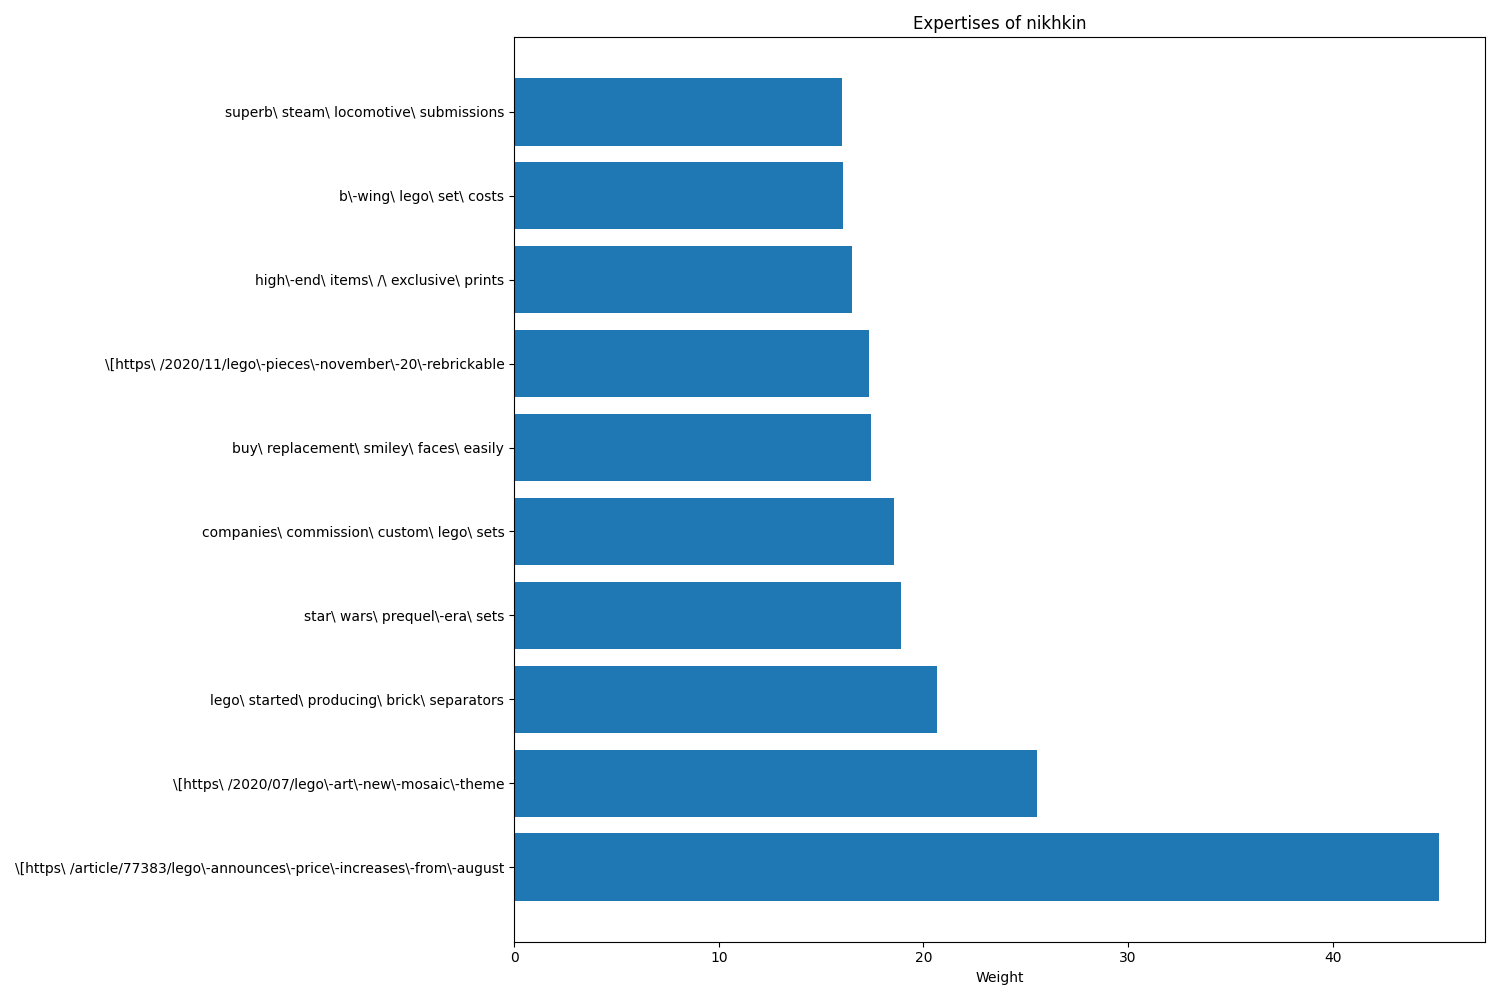 Expertises of nikhkin
superb\ steam\ locomotive\ submissions
b\-wing\ lego\ set\ costs
high\-end\ items\ /\ exclusive\ prints
\[https\ /2020/11/lego\-pieces\-november\-20\-rebrickable
buy\ replacement\ smiley\ faces\ easily
companies\ commission\ custom\ lego\ sets
star\ wars\ prequel\-era\ sets
lego\ started\ producing\ brick\ separators
\[https\ /2020/07/lego\-art\-new\-mosaic\-theme
\[https\ /article/77383/lego\-announces\-price\-increases\-from\-august
0 10 20 30 40
Weight